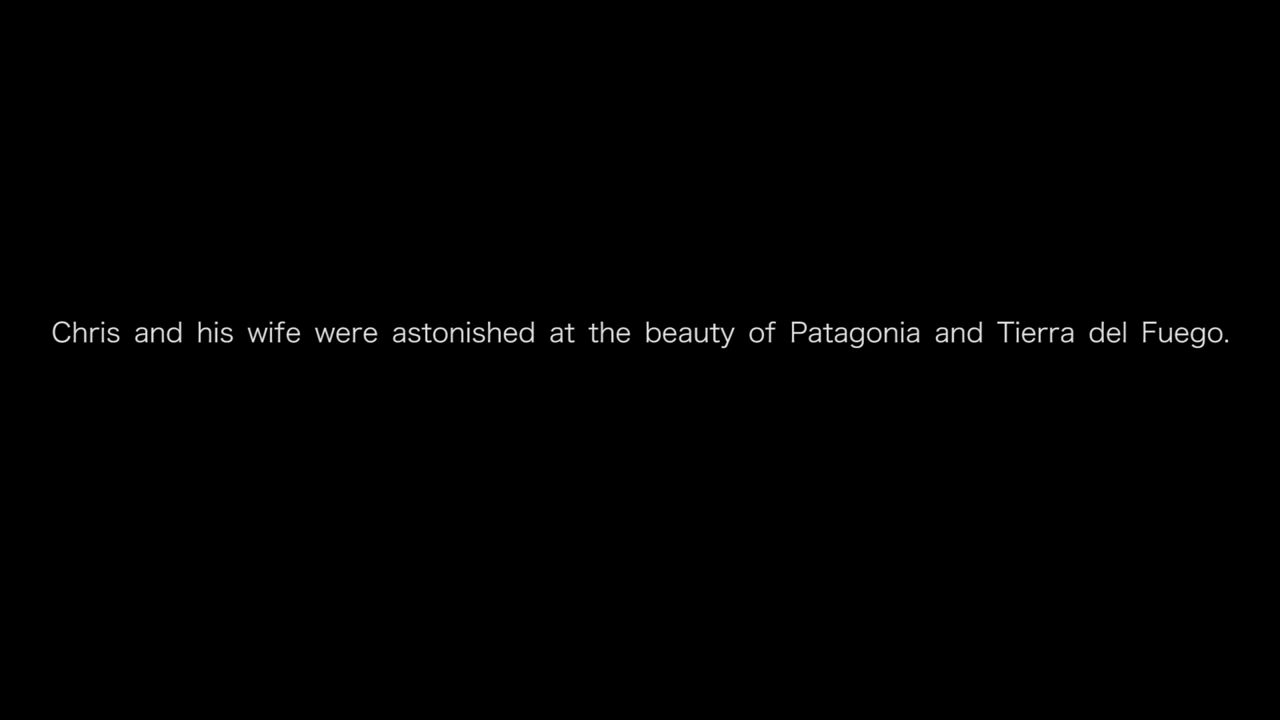 Chris and his wife were astonished at the beauty of Patagonia and Tierra del Fuego.